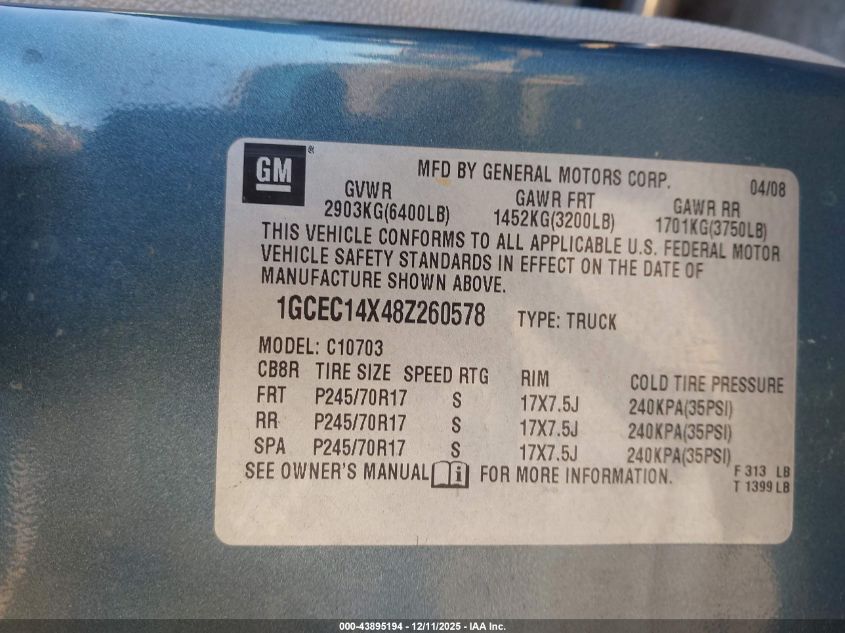 GM®
MFD BY GENERAL MOTORS CORP. 04/08
GVWR GAWR FRT GAWR RR
2903KG(6400LB) 1452KG(3200LB) 1701KG(3750LB)
THIS VEHICLE CONFORMS TO ALL APPLICABLE U.S. FEDERAL MOTOR
VEHICLE SAFETY STANDARDS IN EFFECT ON THE DATE OF
MANUFACTURE SHOWN ABOVE.
1GCEC14X48Z260578 TYPE: TRUCK
MODEL: C10703
CB8R TIRE SIZE SPEED RTG RIM COLD TIRE PRESSURE
FRT P245/70R17 S 17X7.5J 240KPA(35PSI)
RR P245/70R17 S 17X7.5J 240KPA(35PSI)
SPA P245/70R17 S 17X7.5J 240KPA(35PSI)
SEE OWNER'S MANUAL i FOR MORE INFORMATION. F 313 LB
T 1399 LB
000-43895194 - 12/11/2025 - IAA Inc.